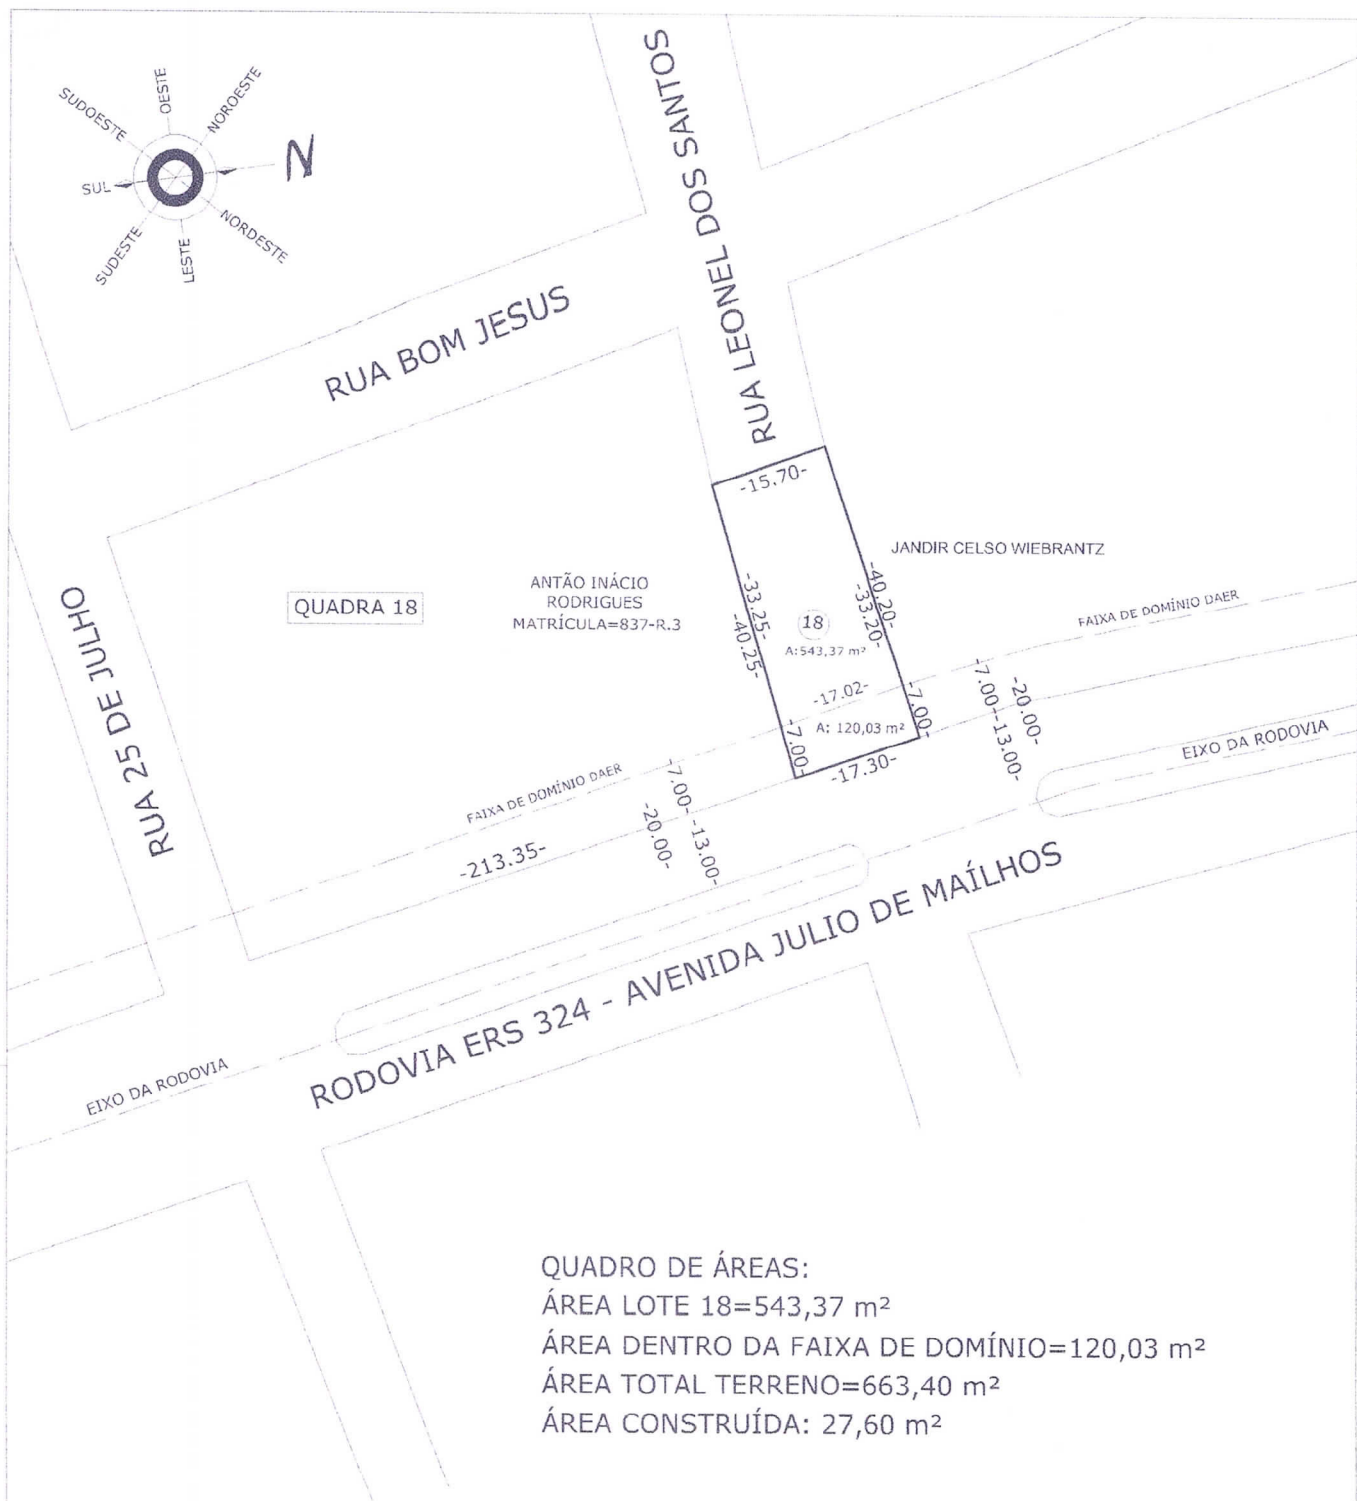 OESTE
NOROESTE
SUDOESTE
N
SUL
NORDESTE
SUDESTE
LESTE
RUA LEONEL DOS SANTOS
RUA BOM JESUS
-15.70-
JANDIR CELSO WIEBRANTZ
QUADRA 18
ANTÃO INÁCIO
RODRIGUES
MATRÍCULA=837-R.3
-33.25-
-40.25-
-40.20-
-33.20-
18
A:543,37 m²
FAIXA DE DOMÍNIO DAER
RUA 25 DE JULHO
-17.02-
A: 120,03 m²
-7.00-
-7.00-
-17.30-
-7.00-
-13.00-
-20.00-
EIXO DA RODOVIA
FAIXA DE DOMÍNIO DAER
-7.00-
-13.00-
-20.00-
-213.35-
RODOVIA ERS 324 - AVENIDA JULIO DE MAÍLHOS
EIXO DA RODOVIA
QUADRO DE ÁREAS:
ÁREA LOTE 18=543,37 m²
ÁREA DENTRO DA FAIXA DE DOMÍNIO=120,03 m²
ÁREA TOTAL TERRENO=663,40 m²
ÁREA CONSTRUÍDA: 27,60 m²